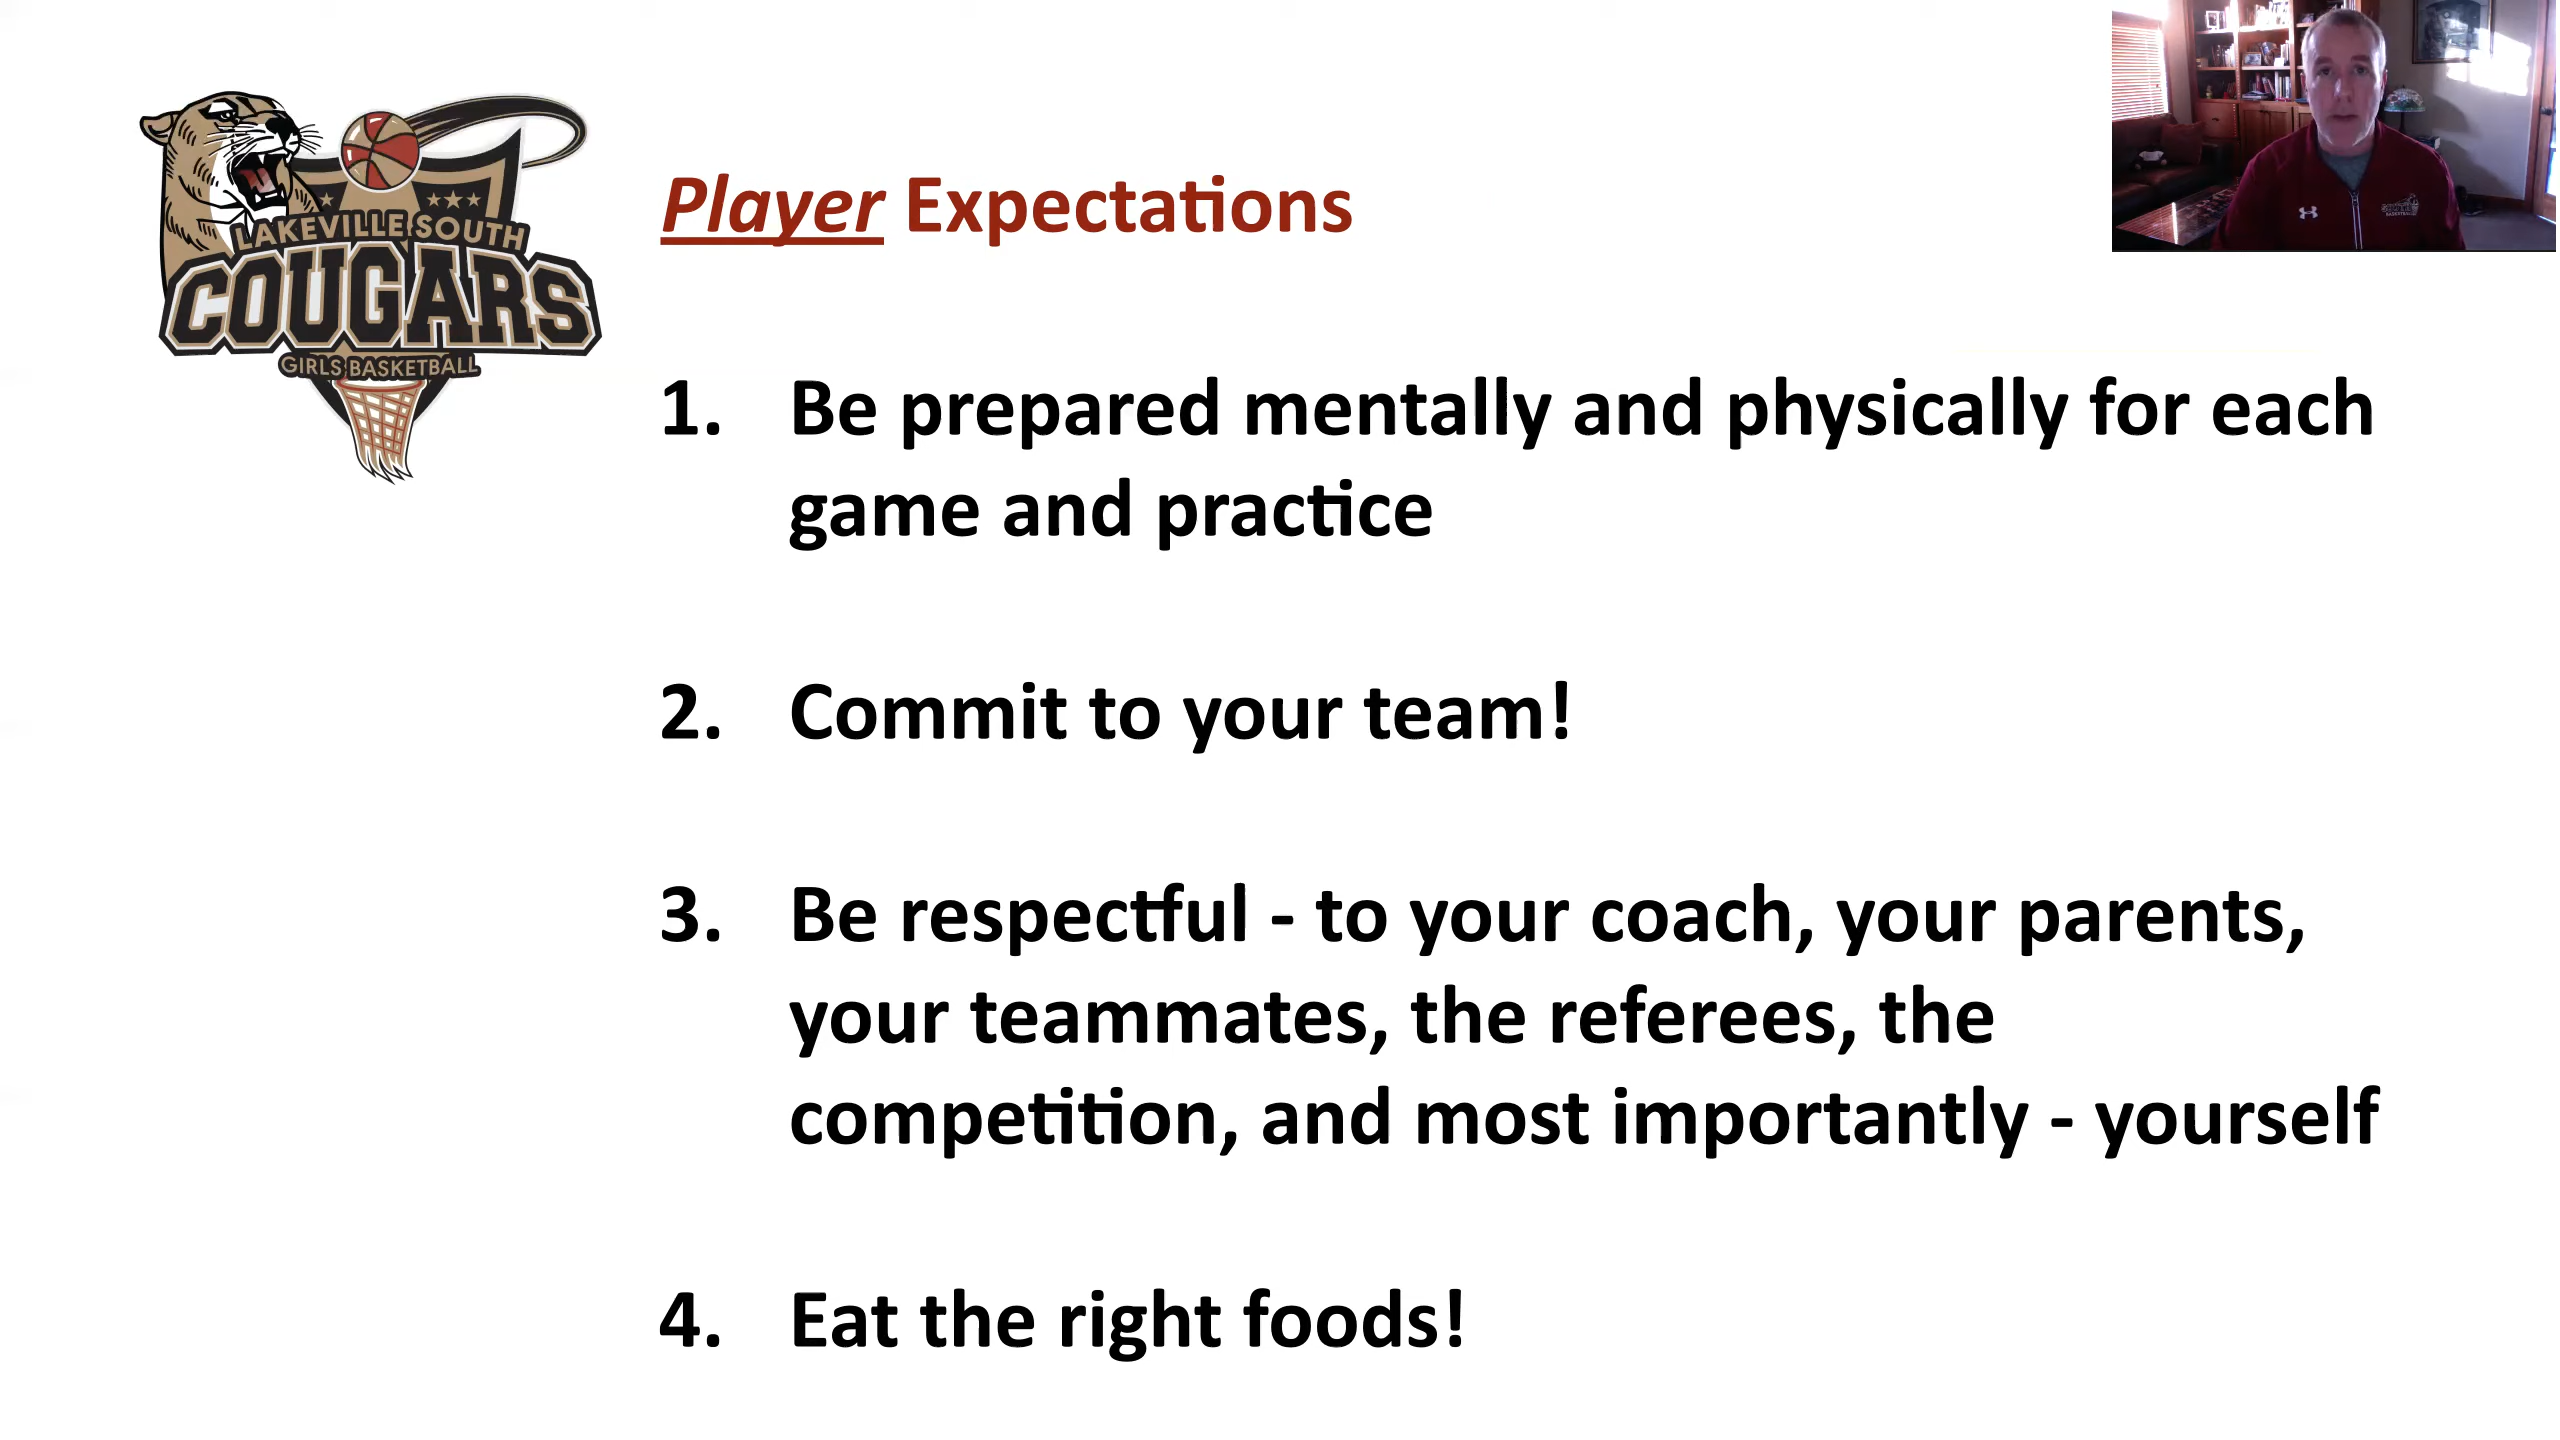 LAKEVILLE SOUTH
COUGARS
GIRLS BASKETBALL
Player Expectations
1. Be prepared mentally and physically for each
game and practice
2. Commit to your team!
3. Be respectful - to your coach, your parents,
your teammates, the referees, the
competition, and most importantly - yourself
4. Eat the right foods!